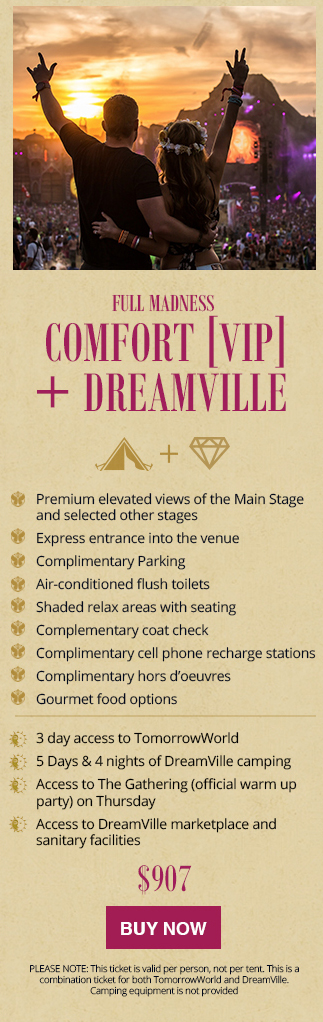 FULL MADNESS
COMFORT [VIP]
+ DREAMVILLE
+
Premium elevated views of the Main Stage
and selected other stages
Express entrance into the venue
Complimentary Parking
Air-conditioned flush toilets
Shaded relax areas with seating
Complementary coat check
Complimentary cell phone recharge stations
Complimentary hors d'oeuvres
Gourmet food options
3 day access to TomorrowWorld
5 Days & 4 nights of DreamVille camping
Access to The Gathering (official warm up
party) on Thursday
Access to DreamVille marketplace and
sanitary facilities
$907
BUY NOW
PLEASE NOTE: This ticket is valid per person, not per tent. This is a
combination ticket for both TomorrowWorld and DreamVille.
Camping equipment is not provided